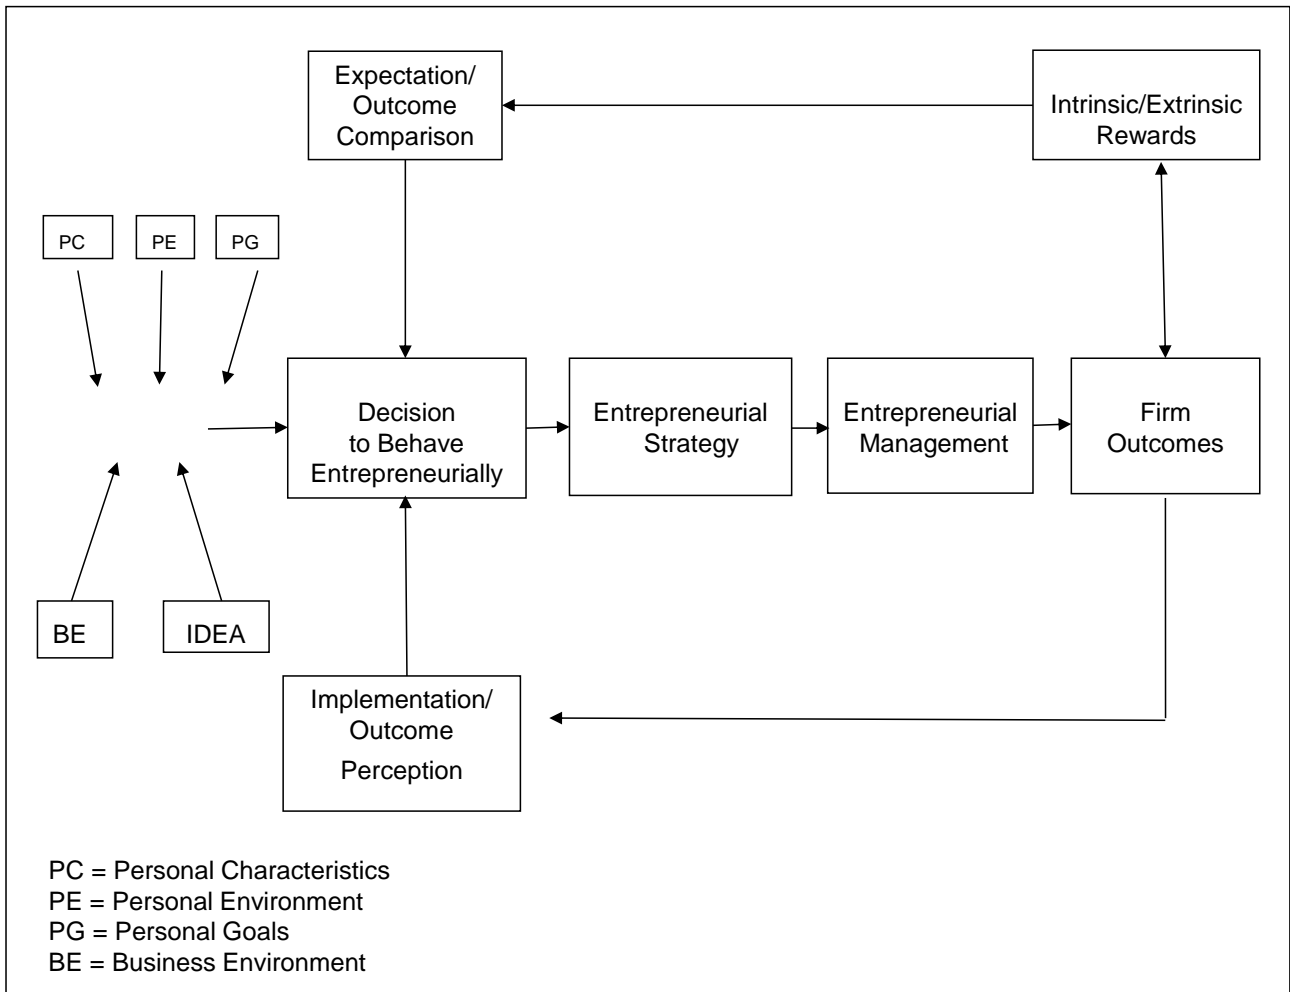 Expectation/
Outcome
Comparison
Intrinsic/Extrinsic
Rewards
PC
PE
PG
Decision
to Behave
Entrepreneurially
Entrepreneurial
Strategy
Entrepreneurial
Management
Firm
Outcomes
BE
IDEA
Implementation/
Outcome
Perception
PC = Personal Characteristics
PE = Personal Environment
PG = Personal Goals
BE = Business Environment